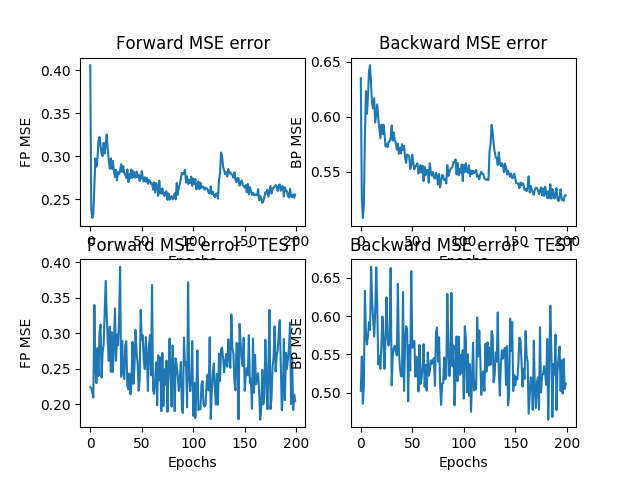 Forward MSE error
Backward MSE error
FP MSE
0.40
0.35
0.30
0.25
0 50 100 150 200
Epochs
BP MSE
0.65
0.60
0.55
0 50 100 150 200
Forward MSE error - TEST
Backward MSE error - TEST
FP MSE
0.40
0.35
0.30
0.25
0.20
0 50 100 150 200
Epochs
BP MSE
0.65
0.60
0.55
0.50
0 50 100 150 200
Epochs